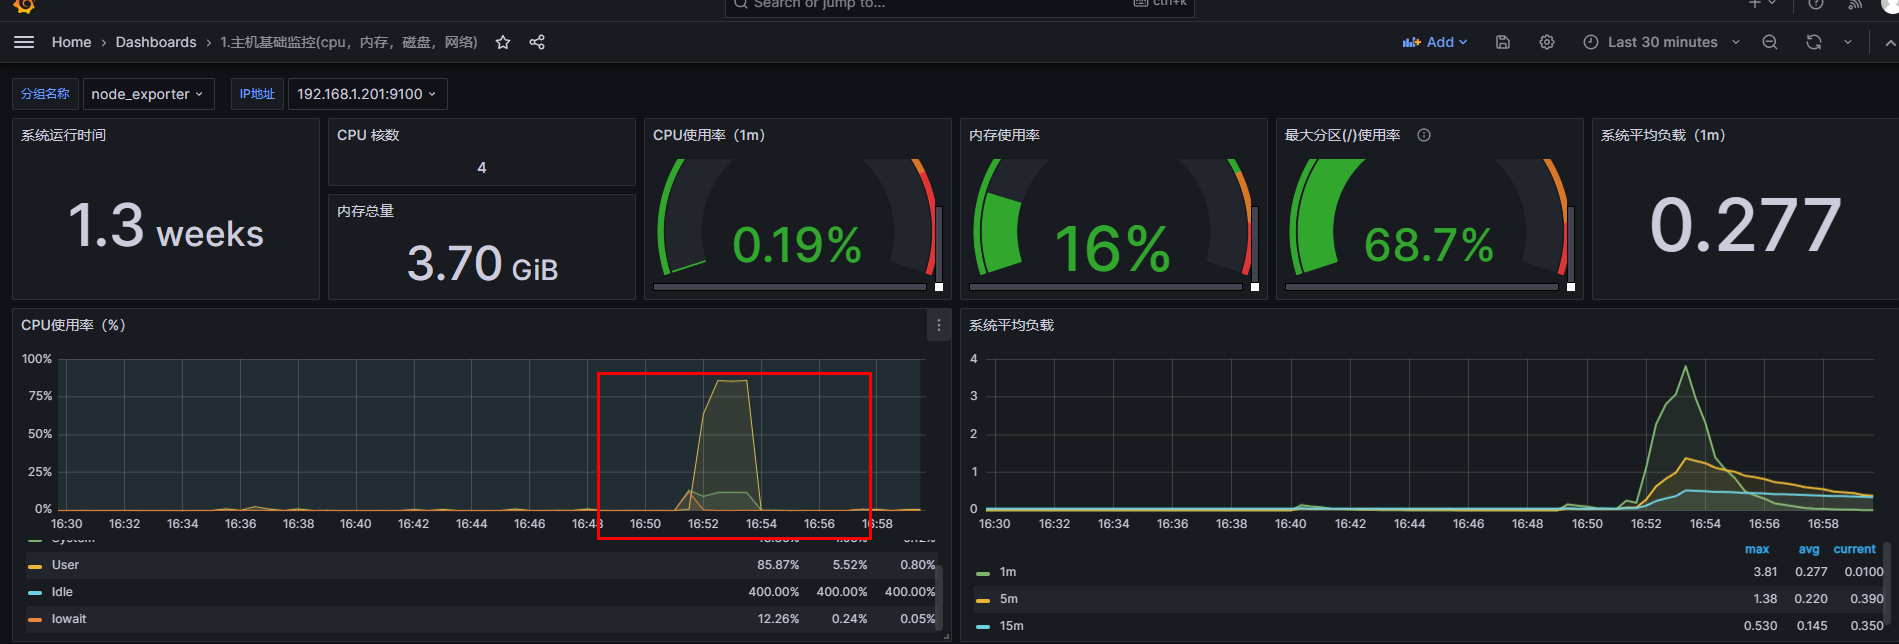 Search or jump to...
ctrl+k
Home › Dashboards › 1.主机基础监控(cpu，内存，磁盘，网络)
Add
Last 30 minutes
分组名称 node_exporter
IP地址 192.168.1.201:9100
系统运行时间
1.3 weeks
CPU 核数
4
内存总量
3.70 GiB
CPU使用率（1m）
0.19%
内存使用率
16%
最大分区(/)使用率
68.7%
系统平均负载（1m）
0.277
CPU使用率（%）
100%
75%
50%
25%
0%
16:30 16:32 16:34 16:36 16:38 16:40 16:42 16:44 16:46 16:48 16:50 16:52 16:54 16:56 16:58
System
User 85.87% 5.52% 0.80%
Idle 400.00% 400.00% 400.00%
Iowait 12.26% 0.24% 0.05%
系统平均负载
4
3
2
1
0
16:30 16:32 16:34 16:36 16:38 16:40 16:42 16:44 16:46 16:48 16:50 16:52 16:54 16:56 16:58
max avg current
1m 3.81 0.277 0.0100
5m 1.38 0.220 0.390
15m 0.530 0.145 0.350